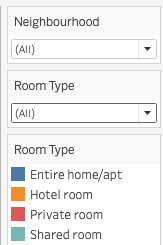 Neighbourhood
(All)
Room Type
(All)
Room Type
Entire home/apt
Hotel room
Private room
Shared room